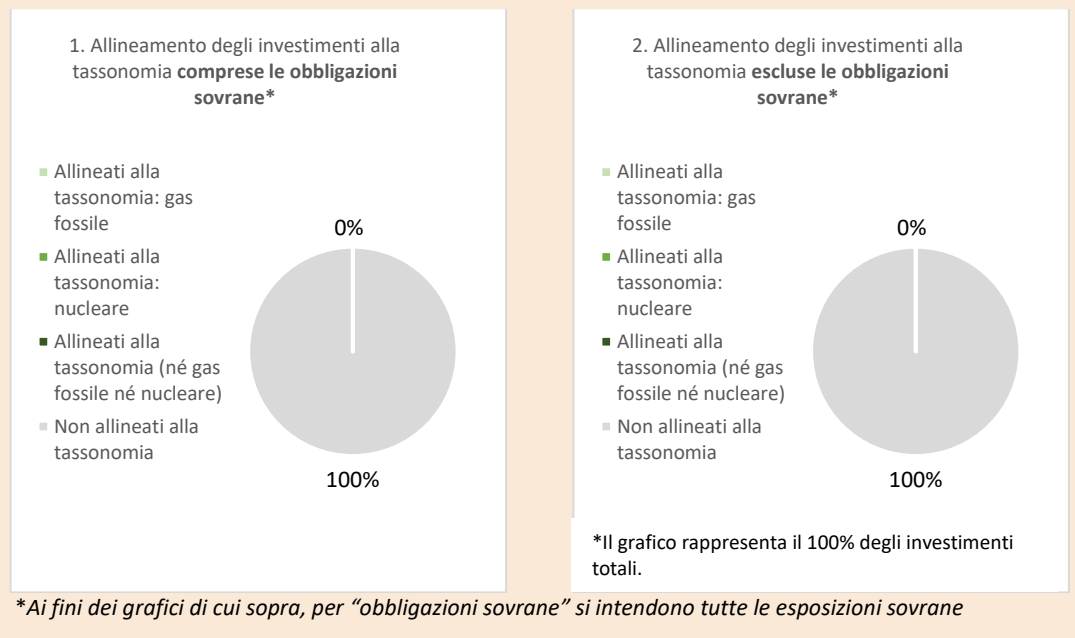 1. Allineamento degli investimenti alla
tassonomia comprese le obbligazioni
sovrane*
Allineati alla
tassonomia: gas
fossile
Allineati alla
tassonomia:
nucleare
Allineati alla
tassonomia (né gas
fossile né nucleare)
Non allineati alla
tassonomia
0%
100%
2. Allineamento degli investimenti alla
tassonomia escluse le obbligazioni
sovrane*
Allineati alla
tassonomia: gas
fossile
Allineati alla
tassonomia:
nucleare
Allineati alla
tassonomia (né gas
fossile né nucleare)
Non allineati alla
tassonomia
0%
100%
*Il grafico rappresenta il 100% degli investimenti
totali.
*Ai fini dei grafici di cui sopra, per “obbligazioni sovrane” si intendono tutte le esposizioni sovrane